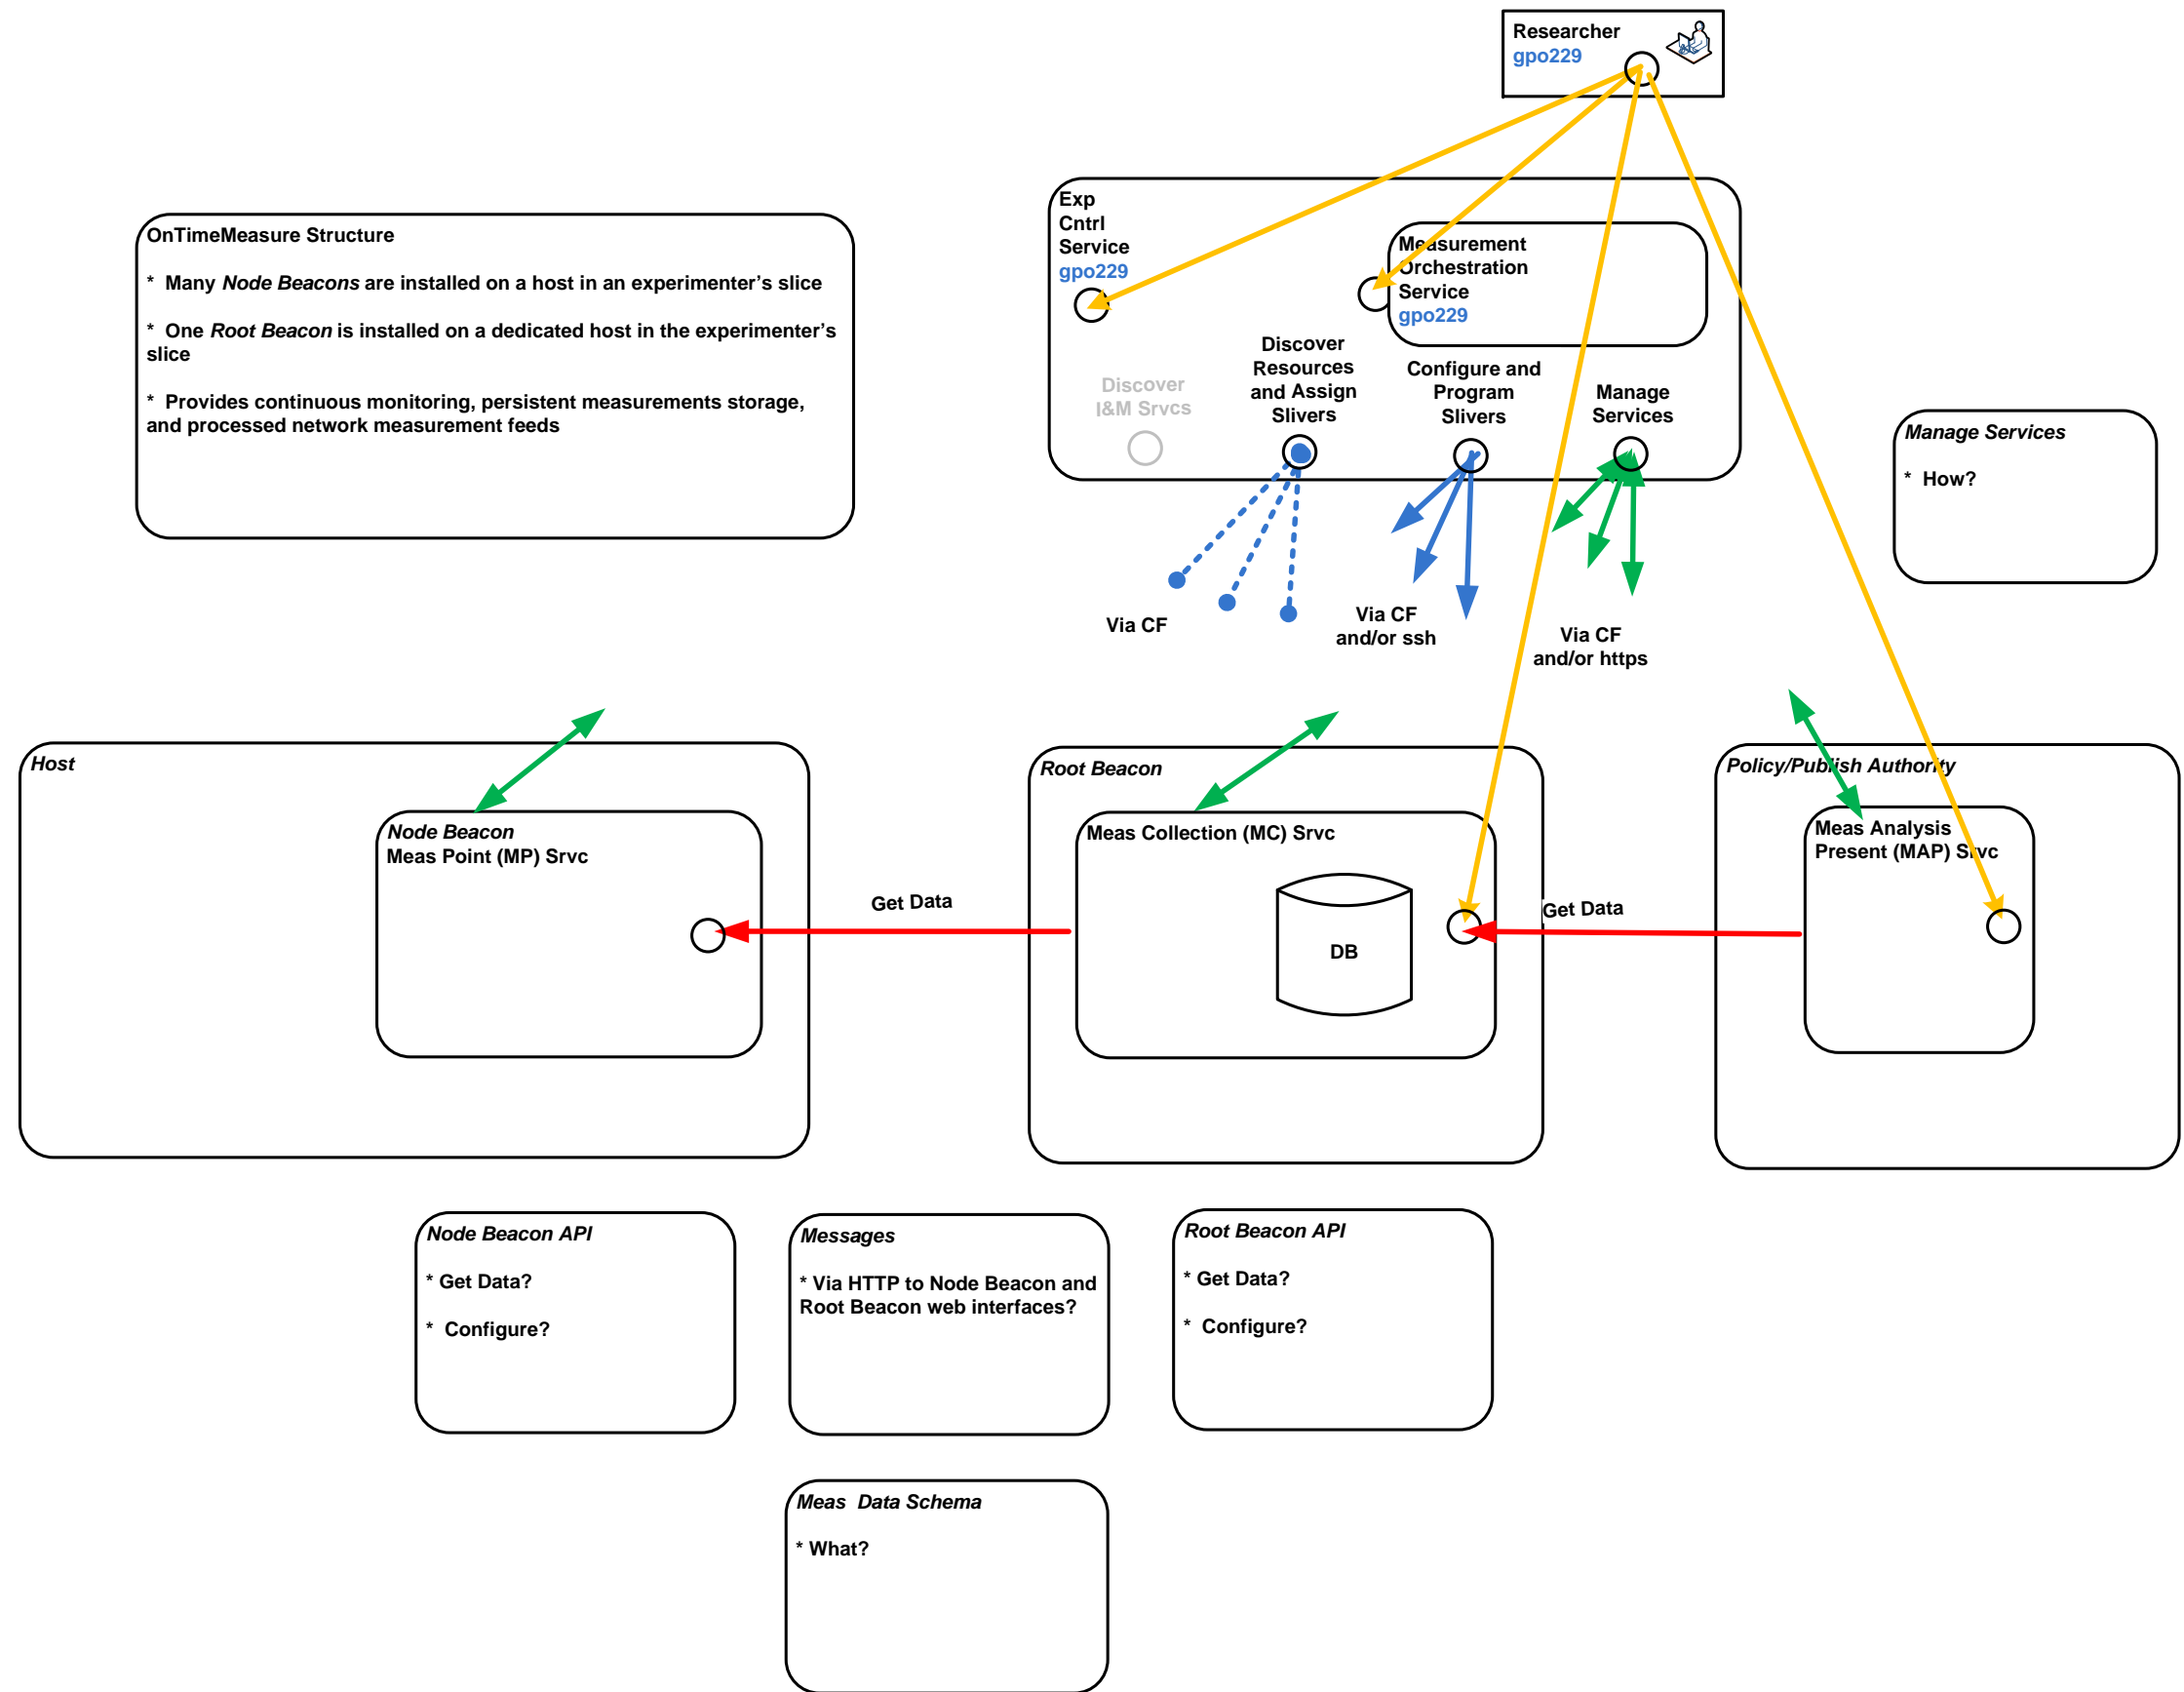 Researcher
gpo229
Exp
Cntrl
Service
gpo229
Measurement
Orchestration
Service
gpo229
OnTimeMeasure Structure
* Many Node Beacons are installed on a host in an experimenter’s slice
* One Root Beacon is installed on a dedicated host in the experimenter’s
slice
* Provides continuous monitoring, persistent measurements storage,
and processed network measurement feeds
Discover
I&M Srvcs
Discover
Resources
and Assign
Slivers
Configure and
Program
Slivers
Manage
Services
Manage Services
* How?
Via CF
Via CF
and/or ssh
Via CF
and/or https
Host
Node Beacon
Meas Point (MP) Srvc
Get Data
Root Beacon
Meas Collection (MC) Srvc
DB
Get Data
Policy/Publish Authority
Meas Analysis
Present (MAP) Srvc
Node Beacon API
* Get Data?
* Configure?
Messages
* Via HTTP to Node Beacon and
Root Beacon web interfaces?
Root Beacon API
* Get Data?
* Configure?
Meas Data Schema
* What?